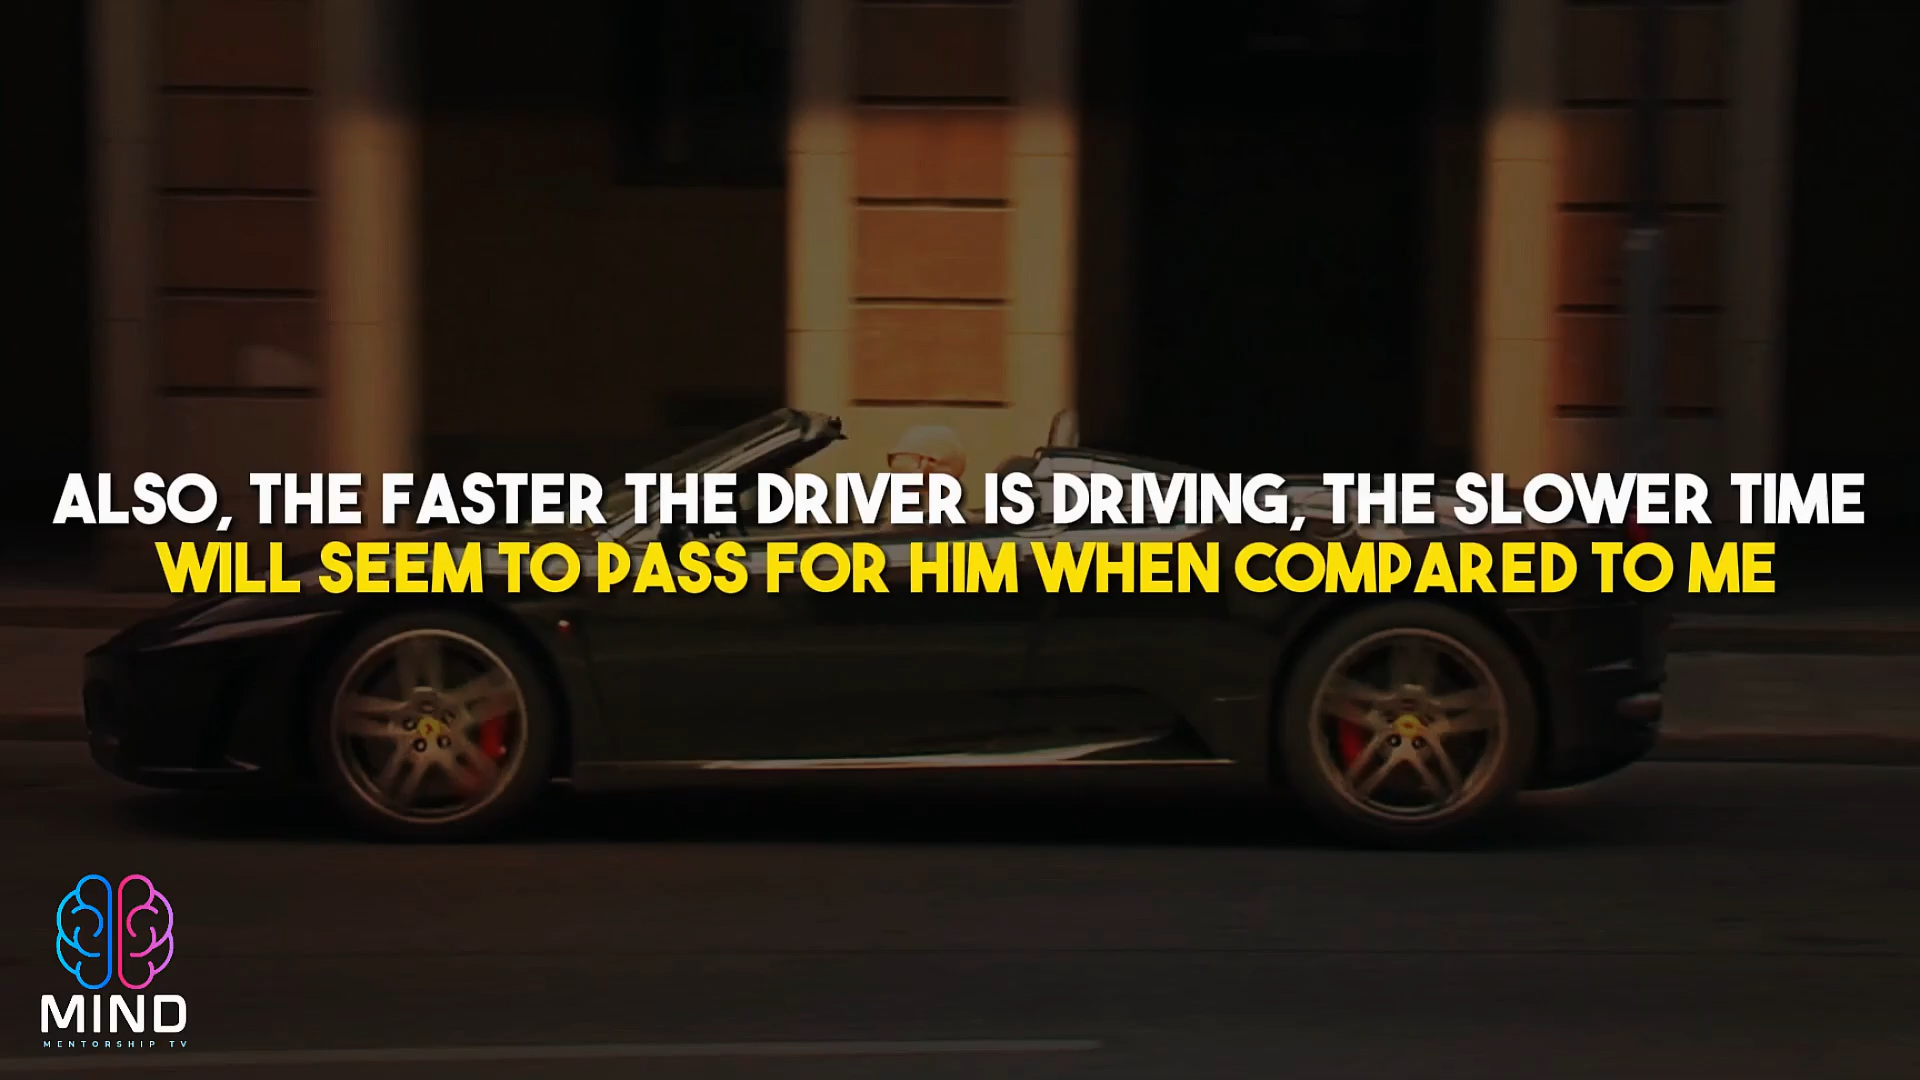 ALSO, THE FASTER THE DRIVER IS DRIVING, THE SLOWER TIME
WILL SEEM TO PASS FOR HIM WHEN COMPARED TO ME
MIND
MENTORSHIP TV